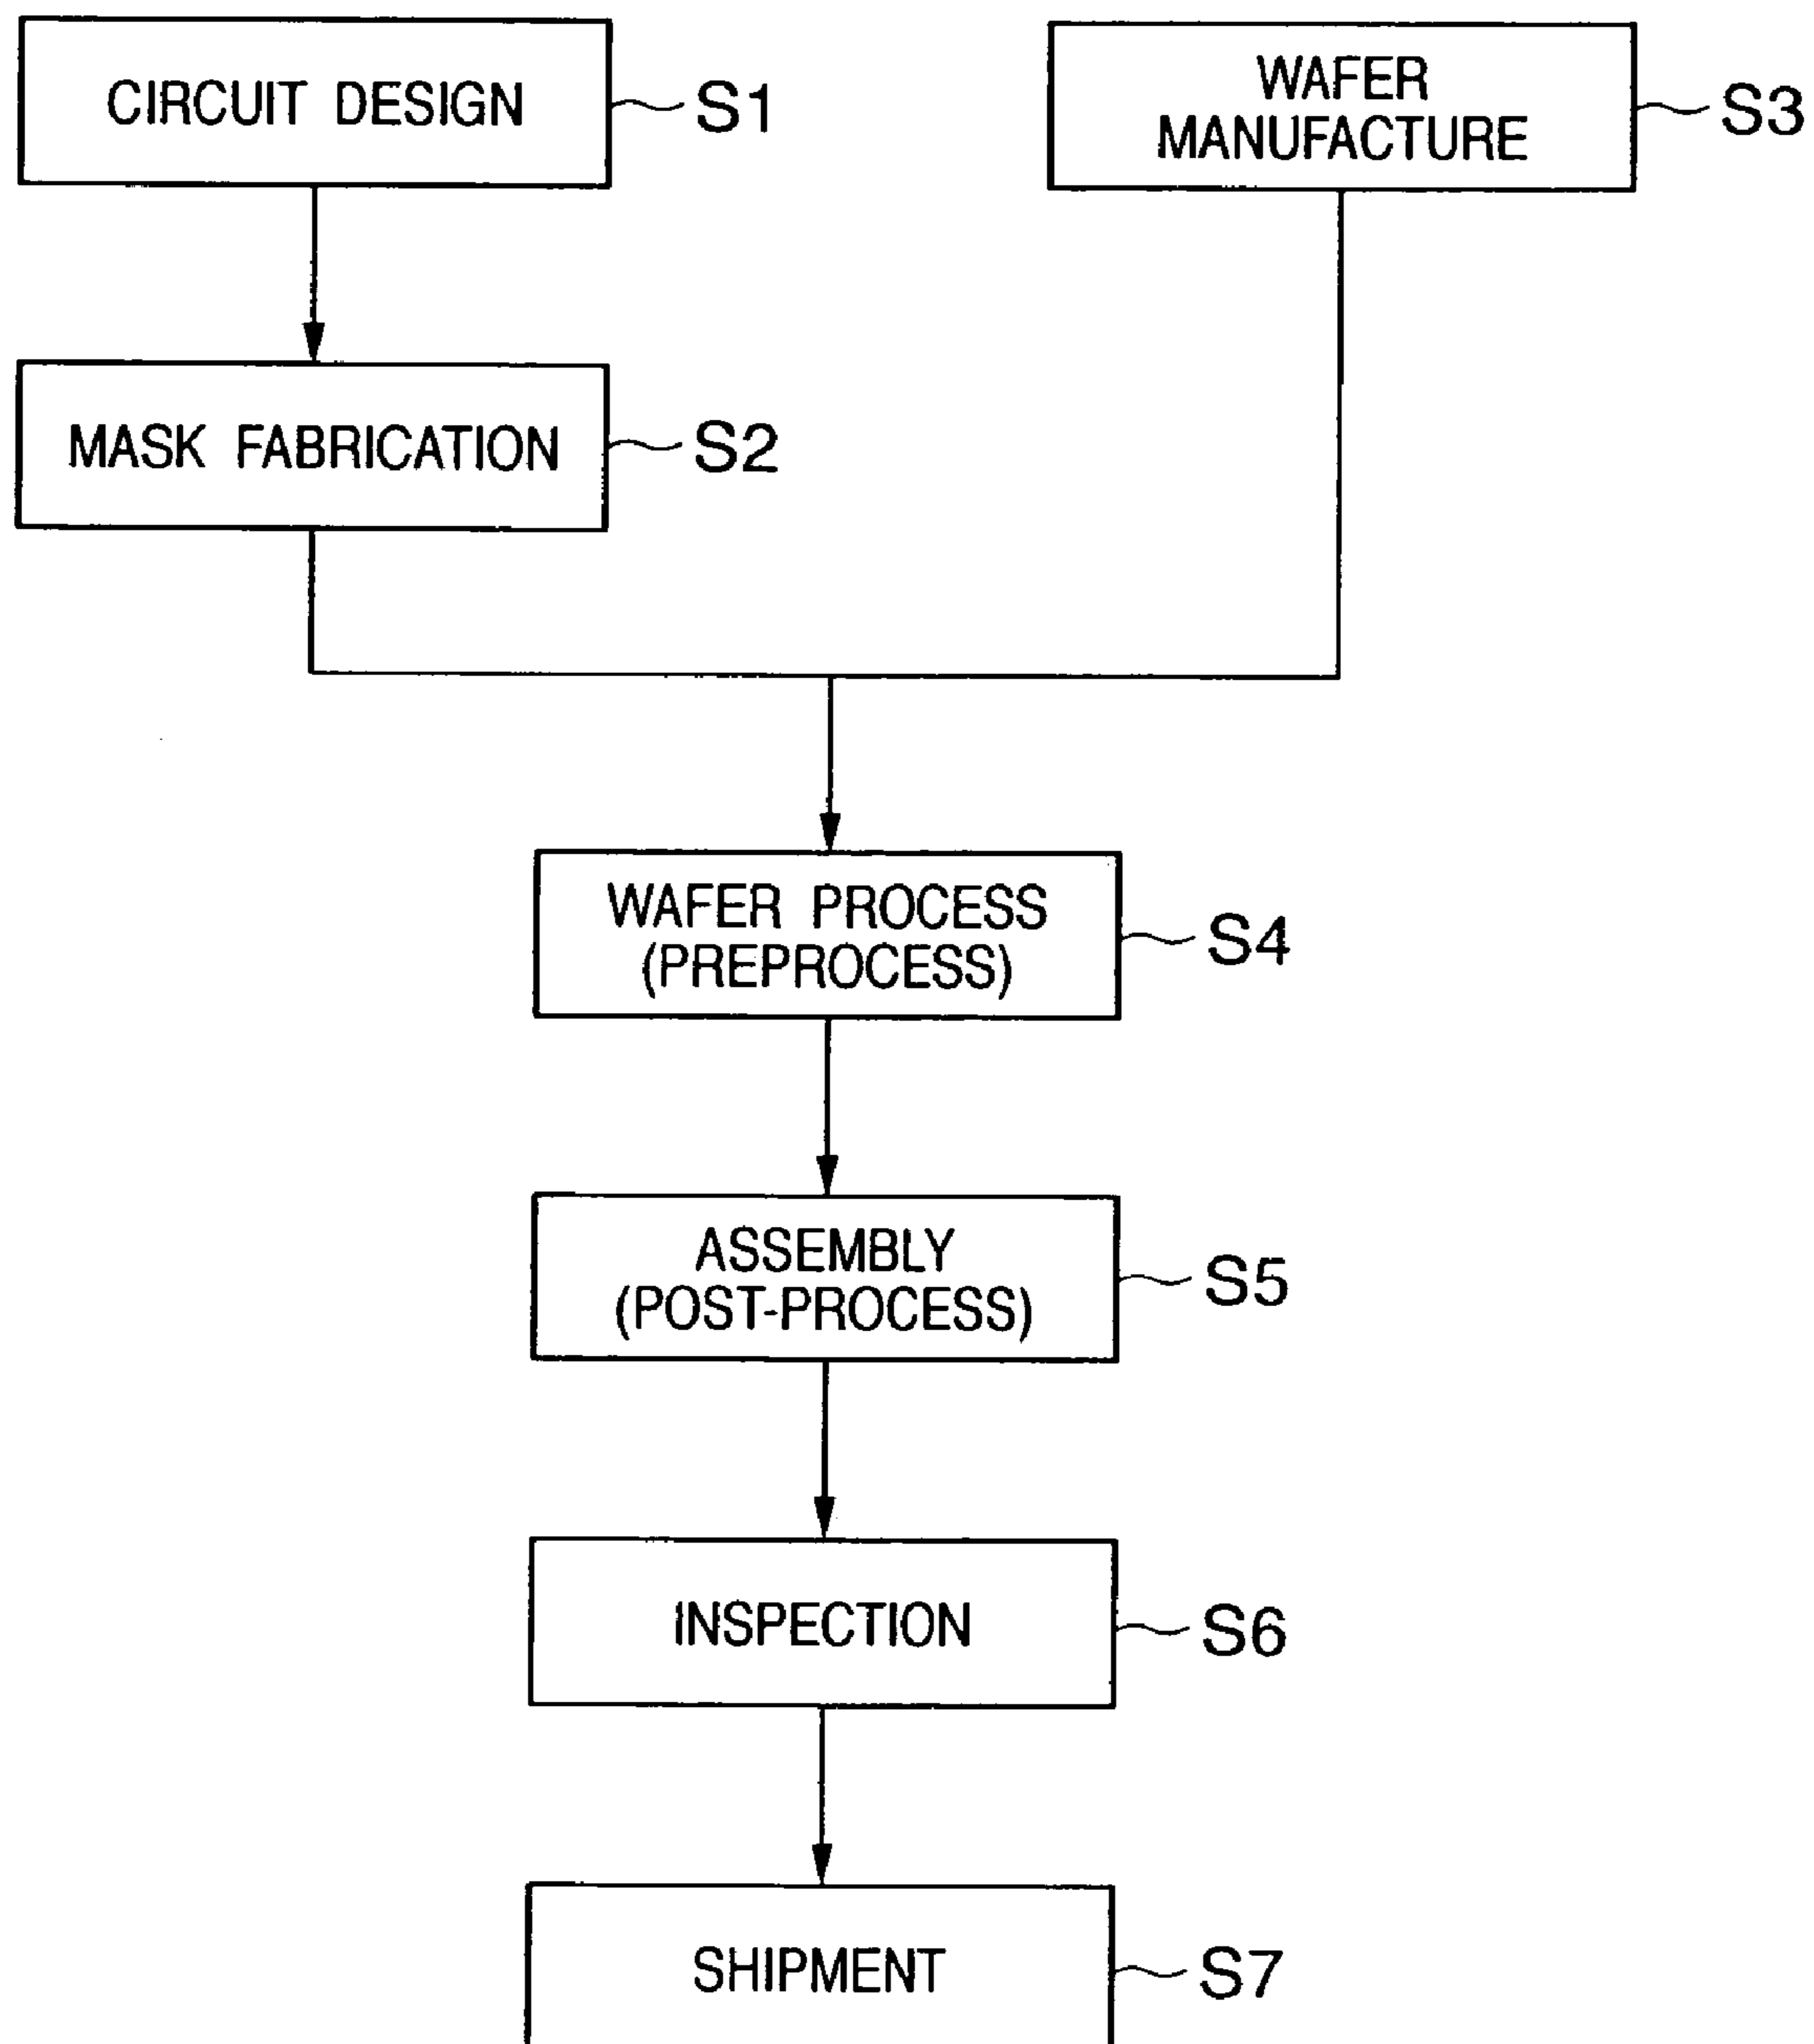 CIRCUIT DESIGN
S1
WAFER
MANUFACTURE
S3
MASK FABRICATION
S2
WAFER PROCESS
(PREPROCESS)
S4
ASSEMBLY
(POST-PROCESS)
S5
INSPECTION
S6
SHIPMENT
S7